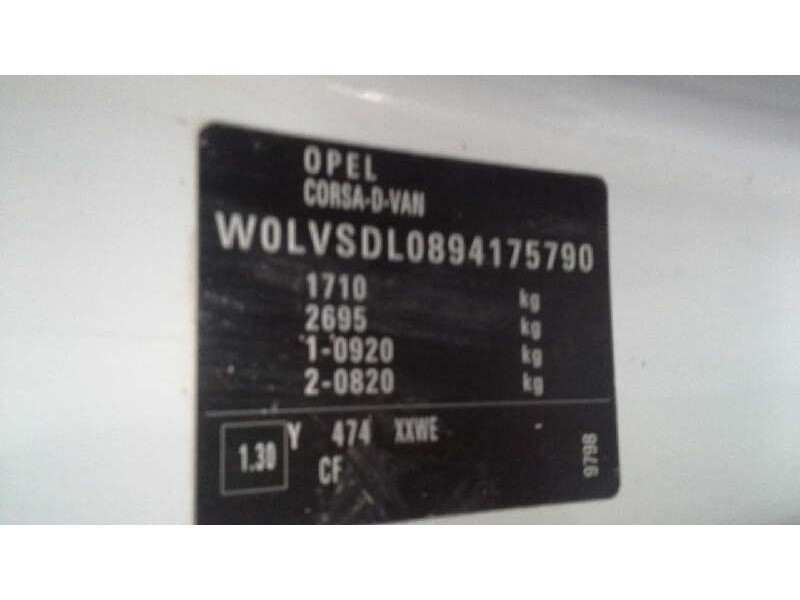 OPEL
CORSA-D-VAN
W0LVSDL0894175790
1710 kg
2695 kg
1-0920 kg
2-0820 kg
1.30 Y 474 XXWE -
CF
9798